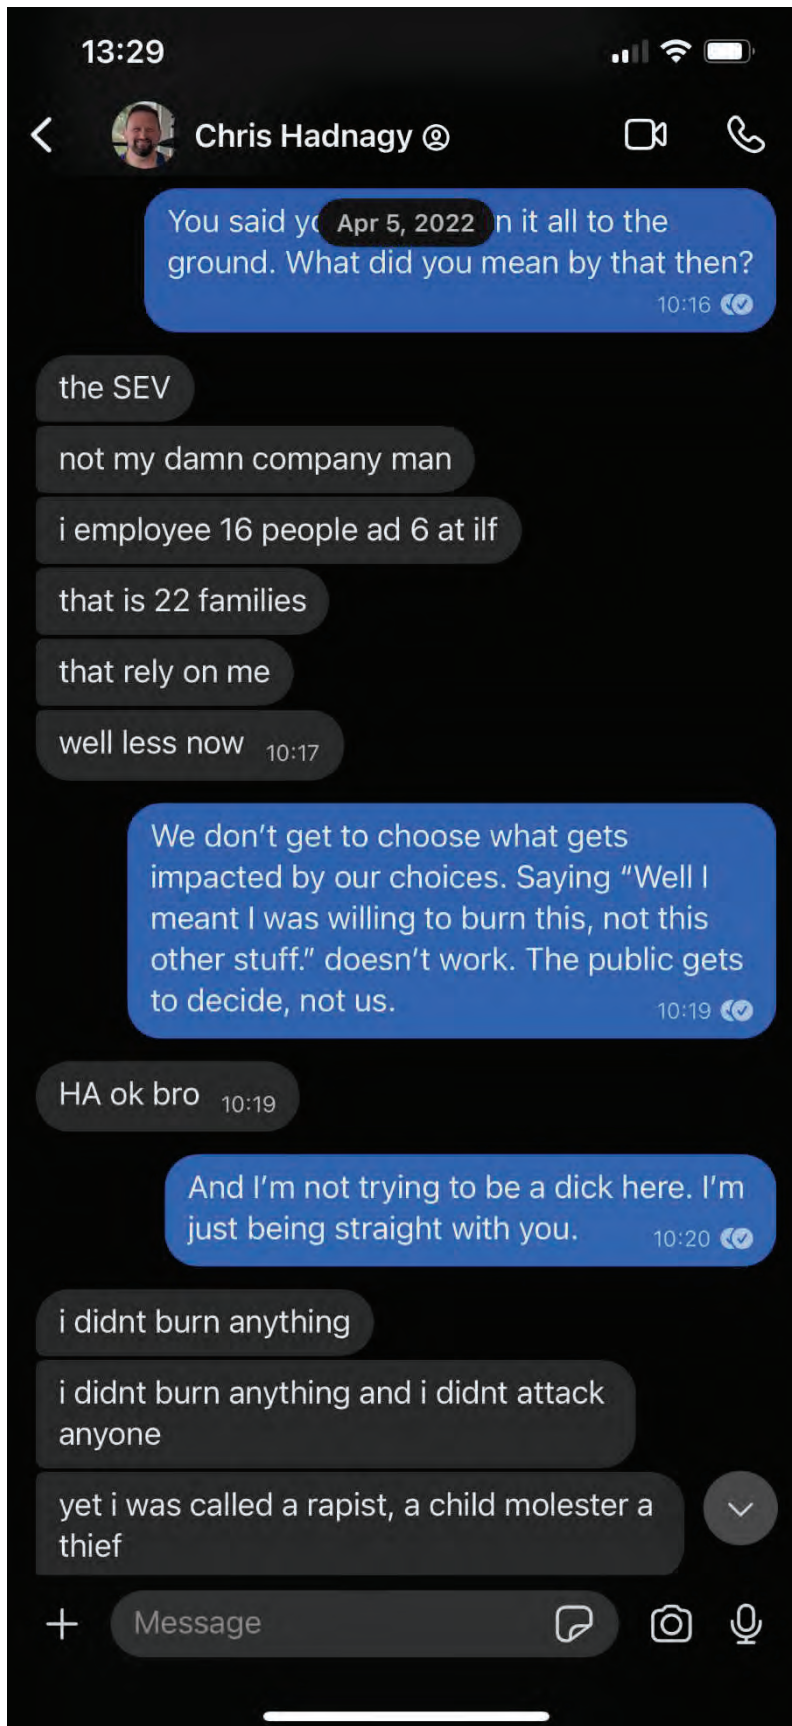 13:29
Chris Hadnagy
Apr 5, 2022
You said yo n it all to the
ground. What did you mean by that then?
10:16
the SEV
not my damn company man
i employee 16 people ad 6 at ilf
that is 22 families
that rely on me
well less now 10:17
We don’t get to choose what gets
impacted by our choices. Saying “Well I
meant I was willing to burn this, not this
other stuff.” doesn’t work. The public gets
to decide, not us. 10:19
HA ok bro 10:19
And I’m not trying to be a dick here. I’m
just being straight with you. 10:20
i didnt burn anything
i didnt burn anything and i didnt attack
anyone
yet i was called a rapist, a child molester a
thief
Message